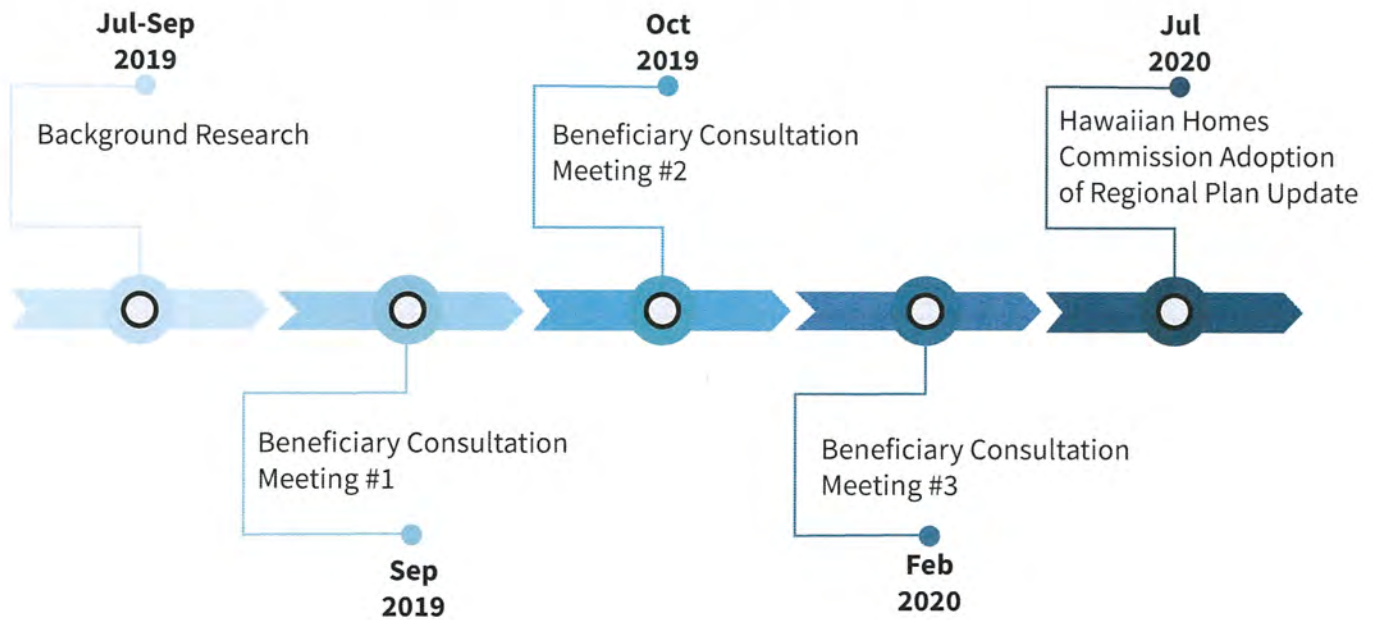 Jul-Sep
2019
Background Research
Oct
2019
Beneficiary Consultation
Meeting #2
Jul
2020
Hawaiian Homes
Commission Adoption
of Regional Plan Update
Beneficiary Consultation
Meeting #1
Sep
2019
Beneficiary Consultation
Meeting #3
Feb
2020